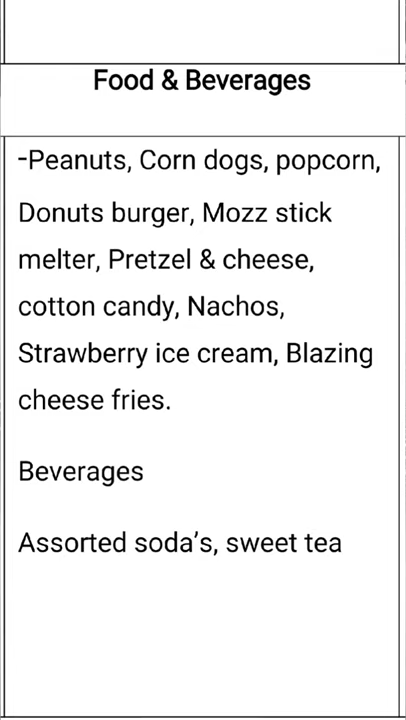 Food & Beverages
-Peanuts, Corn dogs, popcorn,
Donuts burger, Mozz stick
melter, Pretzel & cheese,
cotton candy, Nachos,
Strawberry ice cream, Blazing
cheese fries.
Beverages
Assorted soda’s, sweet tea